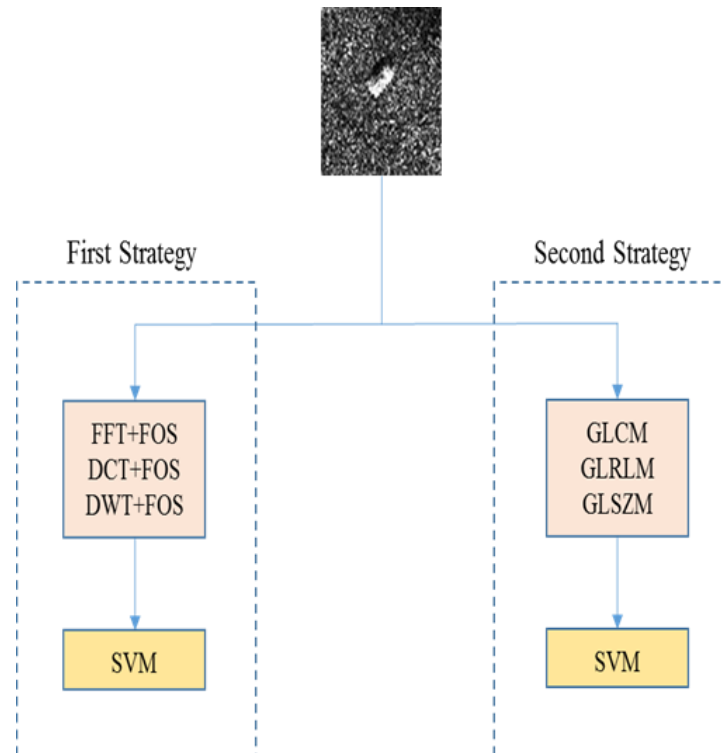 First Strategy
Second Strategy
FFT+FOS
DCT+FOS
DWT+FOS
GLCM
GLRLM
GLSZM
SVM
SVM